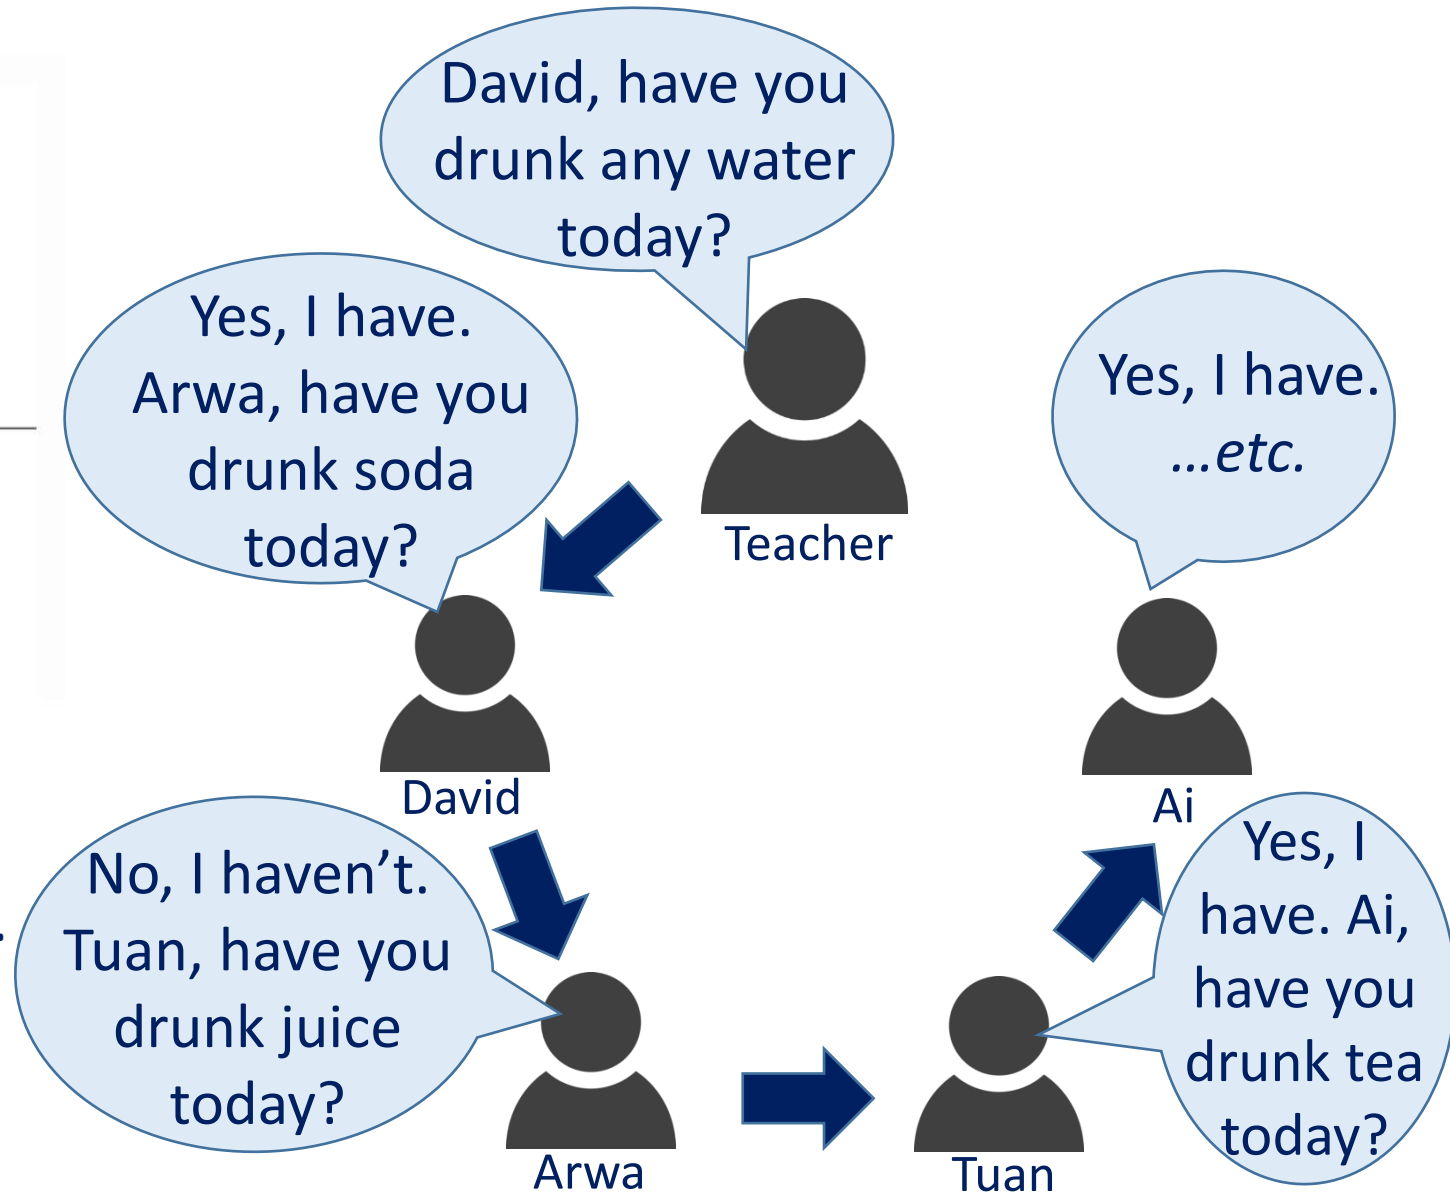 David, have you
drunk any water
today?
Teacher
Yes, I have.
Arwa, have you
drunk soda
today?
David
No, I haven’t.
Tuan, have you
drunk juice
today?
Arwa
Yes, I
have. Ai,
have you
drunk tea
today?
Tuan
Yes, I have.
…etc.
Ai